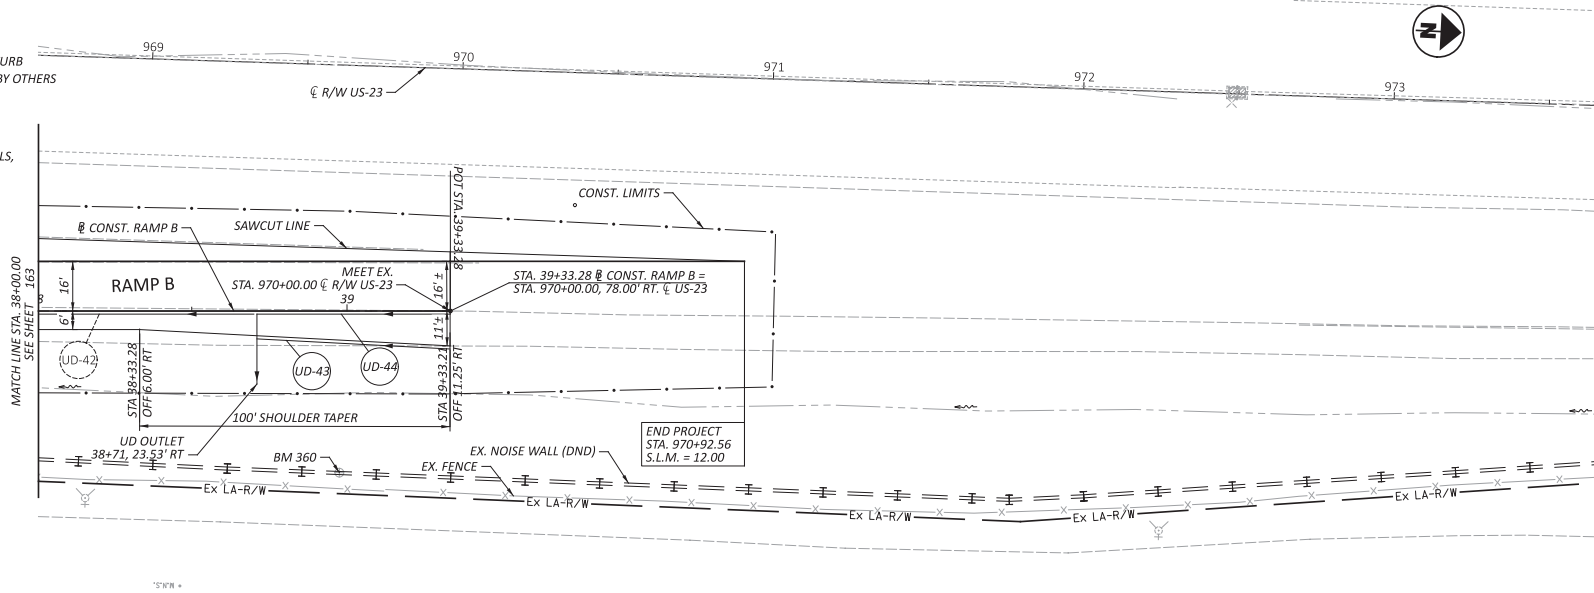 969
970
971
972
973
N
URB
BY OTHERS
℄ R/W US-23
LS,
POT STA. 39+33.28
CONST. LIMITS
℄ CONST. RAMP B
SAWCUT LINE
MATCH LINE STA. 38+00.00
SEE SHEET 163
16'
6'
8
RAMP B
MEET EX.
STA. 970+00.00 ℄ R/W US-23
39
16' ±
11'±
STA. 39+33.28 ℄ CONST. RAMP B =
STA. 970+00.00, 78.00' RT. ℄ US-23
UD-42
UD-43
UD-44
STA 38+33.28
OFF 6.00' RT
STA 39+33.21
OFF 11.25' RT
100' SHOULDER TAPER
UD OUTLET
38+71, 23.53' RT
BM 360
EX. FENCE
EX. NOISE WALL (DND)
END PROJECT
STA. 970+92.56
S.L.M. = 12.00
Ex LA-R/W
Ex LA-R/W
Ex LA-R/W
Ex LA-R/W
Ex LA-R/W